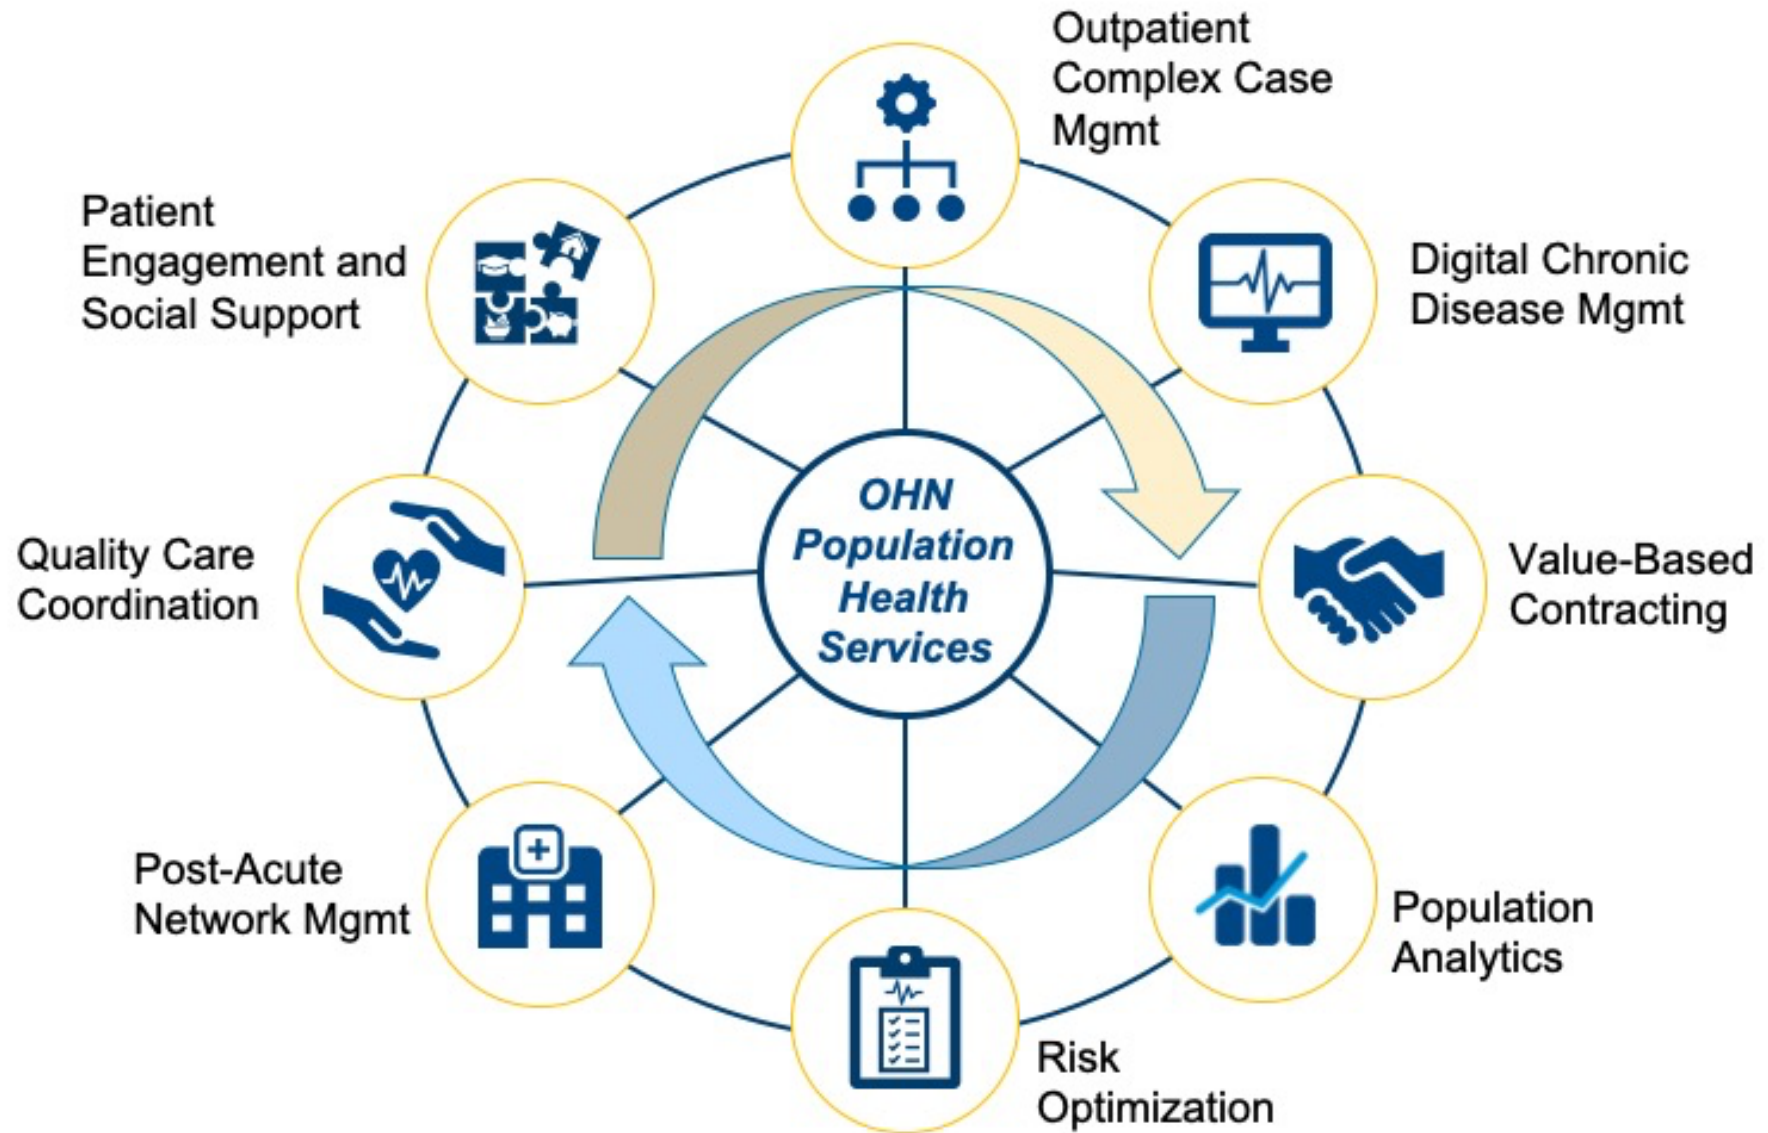 Outpatient
Complex Case
Mgmt
Digital Chronic
Disease Mgmt
Value-Based
Contracting
Population
Analytics
Risk
Optimization
Post-Acute
Network Mgmt
Quality Care
Coordination
Patient
Engagement and
Social Support
OHN
Population
Health
Services